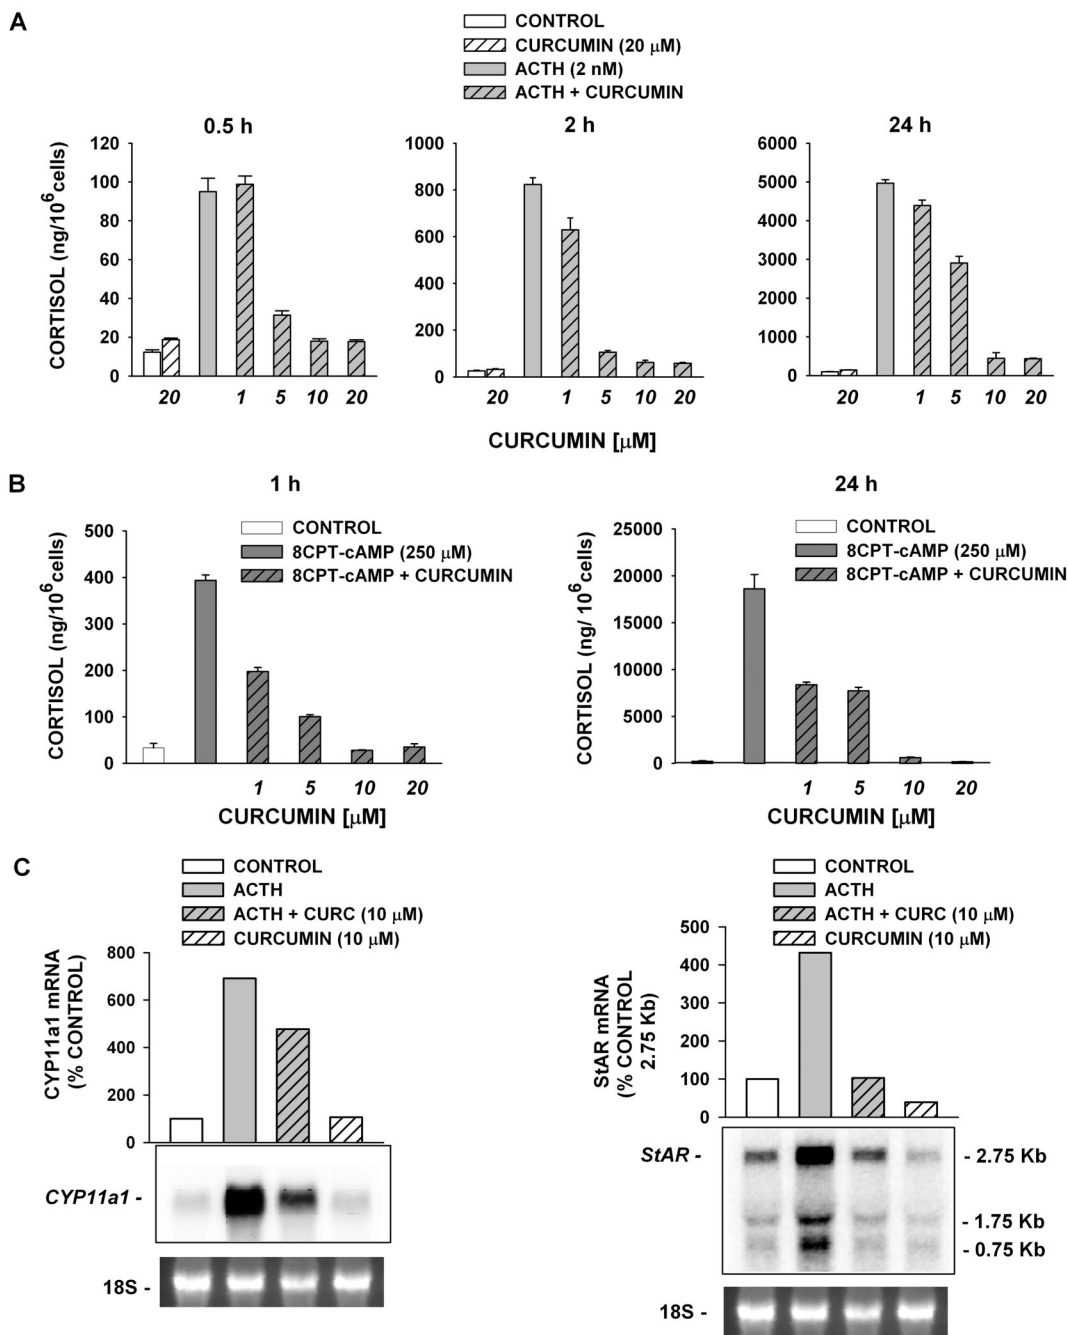 A
CONTROL
CURCUMIN (20 μM)
ACTH (2 nM)
ACTH + CURCUMIN
0.5 h
CORTISOL (ng/10⁶cells)
120
100
80
60
40
20
0
20 1 5 10 20
2 h
1000
800
600
400
200
0
20 1 5 10 20
24 h
6000
5000
4000
3000
2000
1000
0
20 1 5 10 20
CURCUMIN [μM]
B
1 h
CONTROL
8CPT-cAMP (250 μM)
8CPT-cAMP + CURCUMIN
CORTISOL (ng/10⁶cells)
500
400
300
200
100
0
1 5 10 20
CURCUMIN [μM]
24 h
CONTROL
8CPT-cAMP (250 μM)
8CPT-cAMP + CURCUMIN
CORTISOL (ng/ 10⁶cells)
25000
20000
15000
10000
5000
0
1 5 10 20
CURCUMIN [μM]
C
CONTROL
ACTH
ACTH + CURC (10 μM)
CURCUMIN (10 μM)
CYP11a1 mRNA
(% CONTROL)
800
600
400
200
0
CYP11a1 -
18S -
CONTROL
ACTH
ACTH + CURC (10 μM)
CURCUMIN (10 μM)
StAR mRNA
(% CONTROL
2.75 Kb)
500
400
300
200
100
0
StAR -
- 2.75 Kb
- 1.75 Kb
- 0.75 Kb
18S -